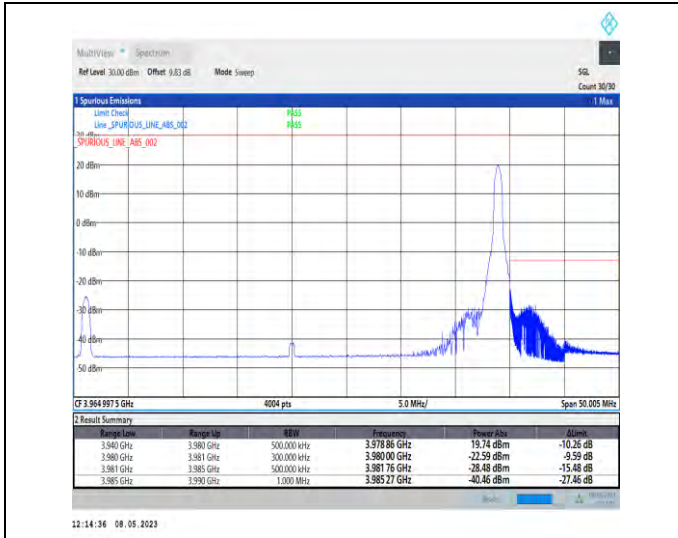 MultiView Spectrum
Ref Level 30.00 dBm Offset 9.83 dB Mode Sweep SGL
Count 30/30
1 Spurious Emissions 1 Max
Limit Check PASS
Line _SPURIOUS_LINE_ABS_002 PASS
_SPURIOUS_LINE_ABS_002
20 dBm
10 dBm
0 dBm
-10 dBm
-20 dBm
-30 dBm
-40 dBm
-50 dBm
CF 3.964 997 5 GHz 4004 pts 5.0 MHz/ Span 50.005 MHz
2 Result Summary
Range Low Range Up RBW Frequency Power Abs ΔLimit
3.940 GHz 3.980 GHz 500.000 kHz 3.978 86 GHz 19.74 dBm -10.26 dB
3.980 GHz 3.981 GHz 300.000 kHz 3.980 00 GHz -22.59 dBm -9.59 dB
3.981 GHz 3.985 GHz 500.000 kHz 3.981 76 GHz -28.48 dBm -15.48 dB
3.985 GHz 3.990 GHz 1.000 MHz 3.985 27 GHz -40.46 dBm -27.46 dB
12:14:36 08.05.2023